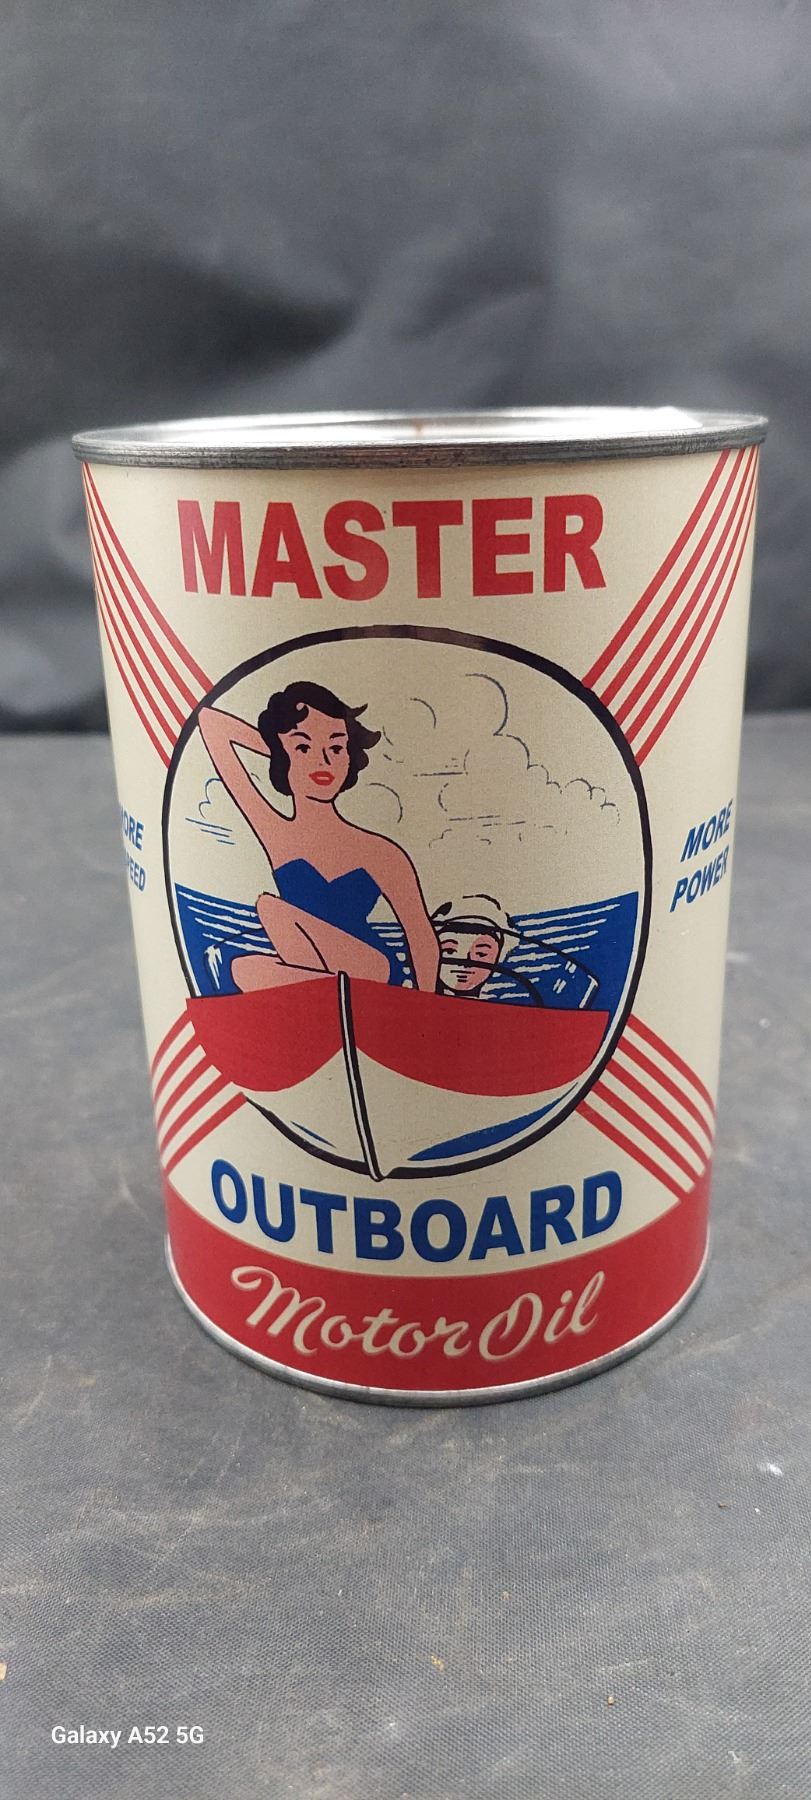 MASTER
MORE
POWER
OUTBOARD
Motor Oil
Galaxy A52 5G